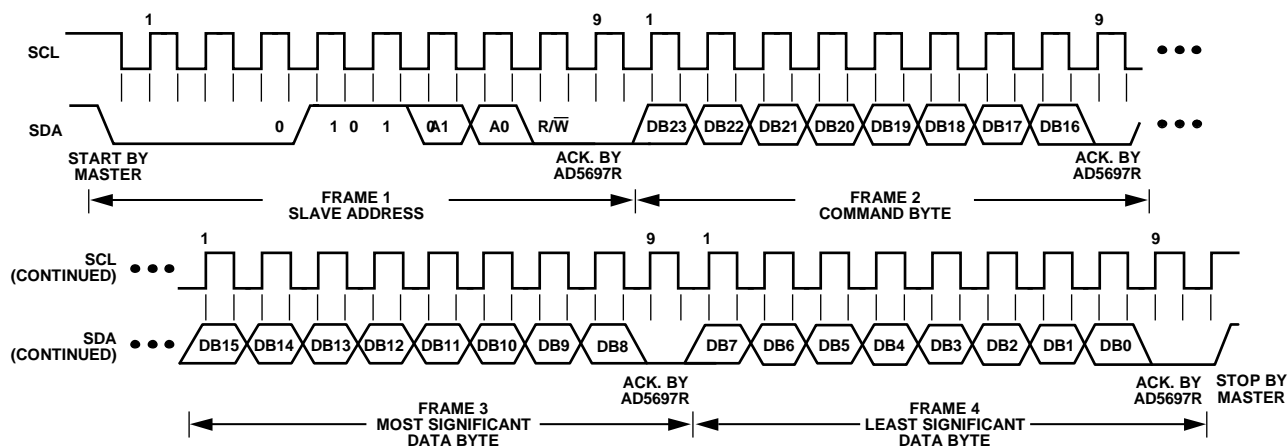 1 9 1 9
SCL
SDA 0 1 0 1 0 A1 A0 R/W DB23 DB22 DB21 DB20 DB19 DB18 DB17 DB16
START BY
MASTER
ACK. BY
AD5697R
ACK. BY
AD5697R
FRAME 1
SLAVE ADDRESS
FRAME 2
COMMAND BYTE
1 9 1 9
SCL
(CONTINUED)
SDA
(CONTINUED)
DB15 DB14 DB13 DB12 DB11 DB10 DB9 DB8 DB7 DB6 DB5 DB4 DB3 DB2 DB1 DB0
ACK. BY
AD5697R
ACK. BY
AD5697R
STOP BY
MASTER
FRAME 3
MOST SIGNIFICANT
DATA BYTE
FRAME 4
LEAST SIGNIFICANT
DATA BYTE